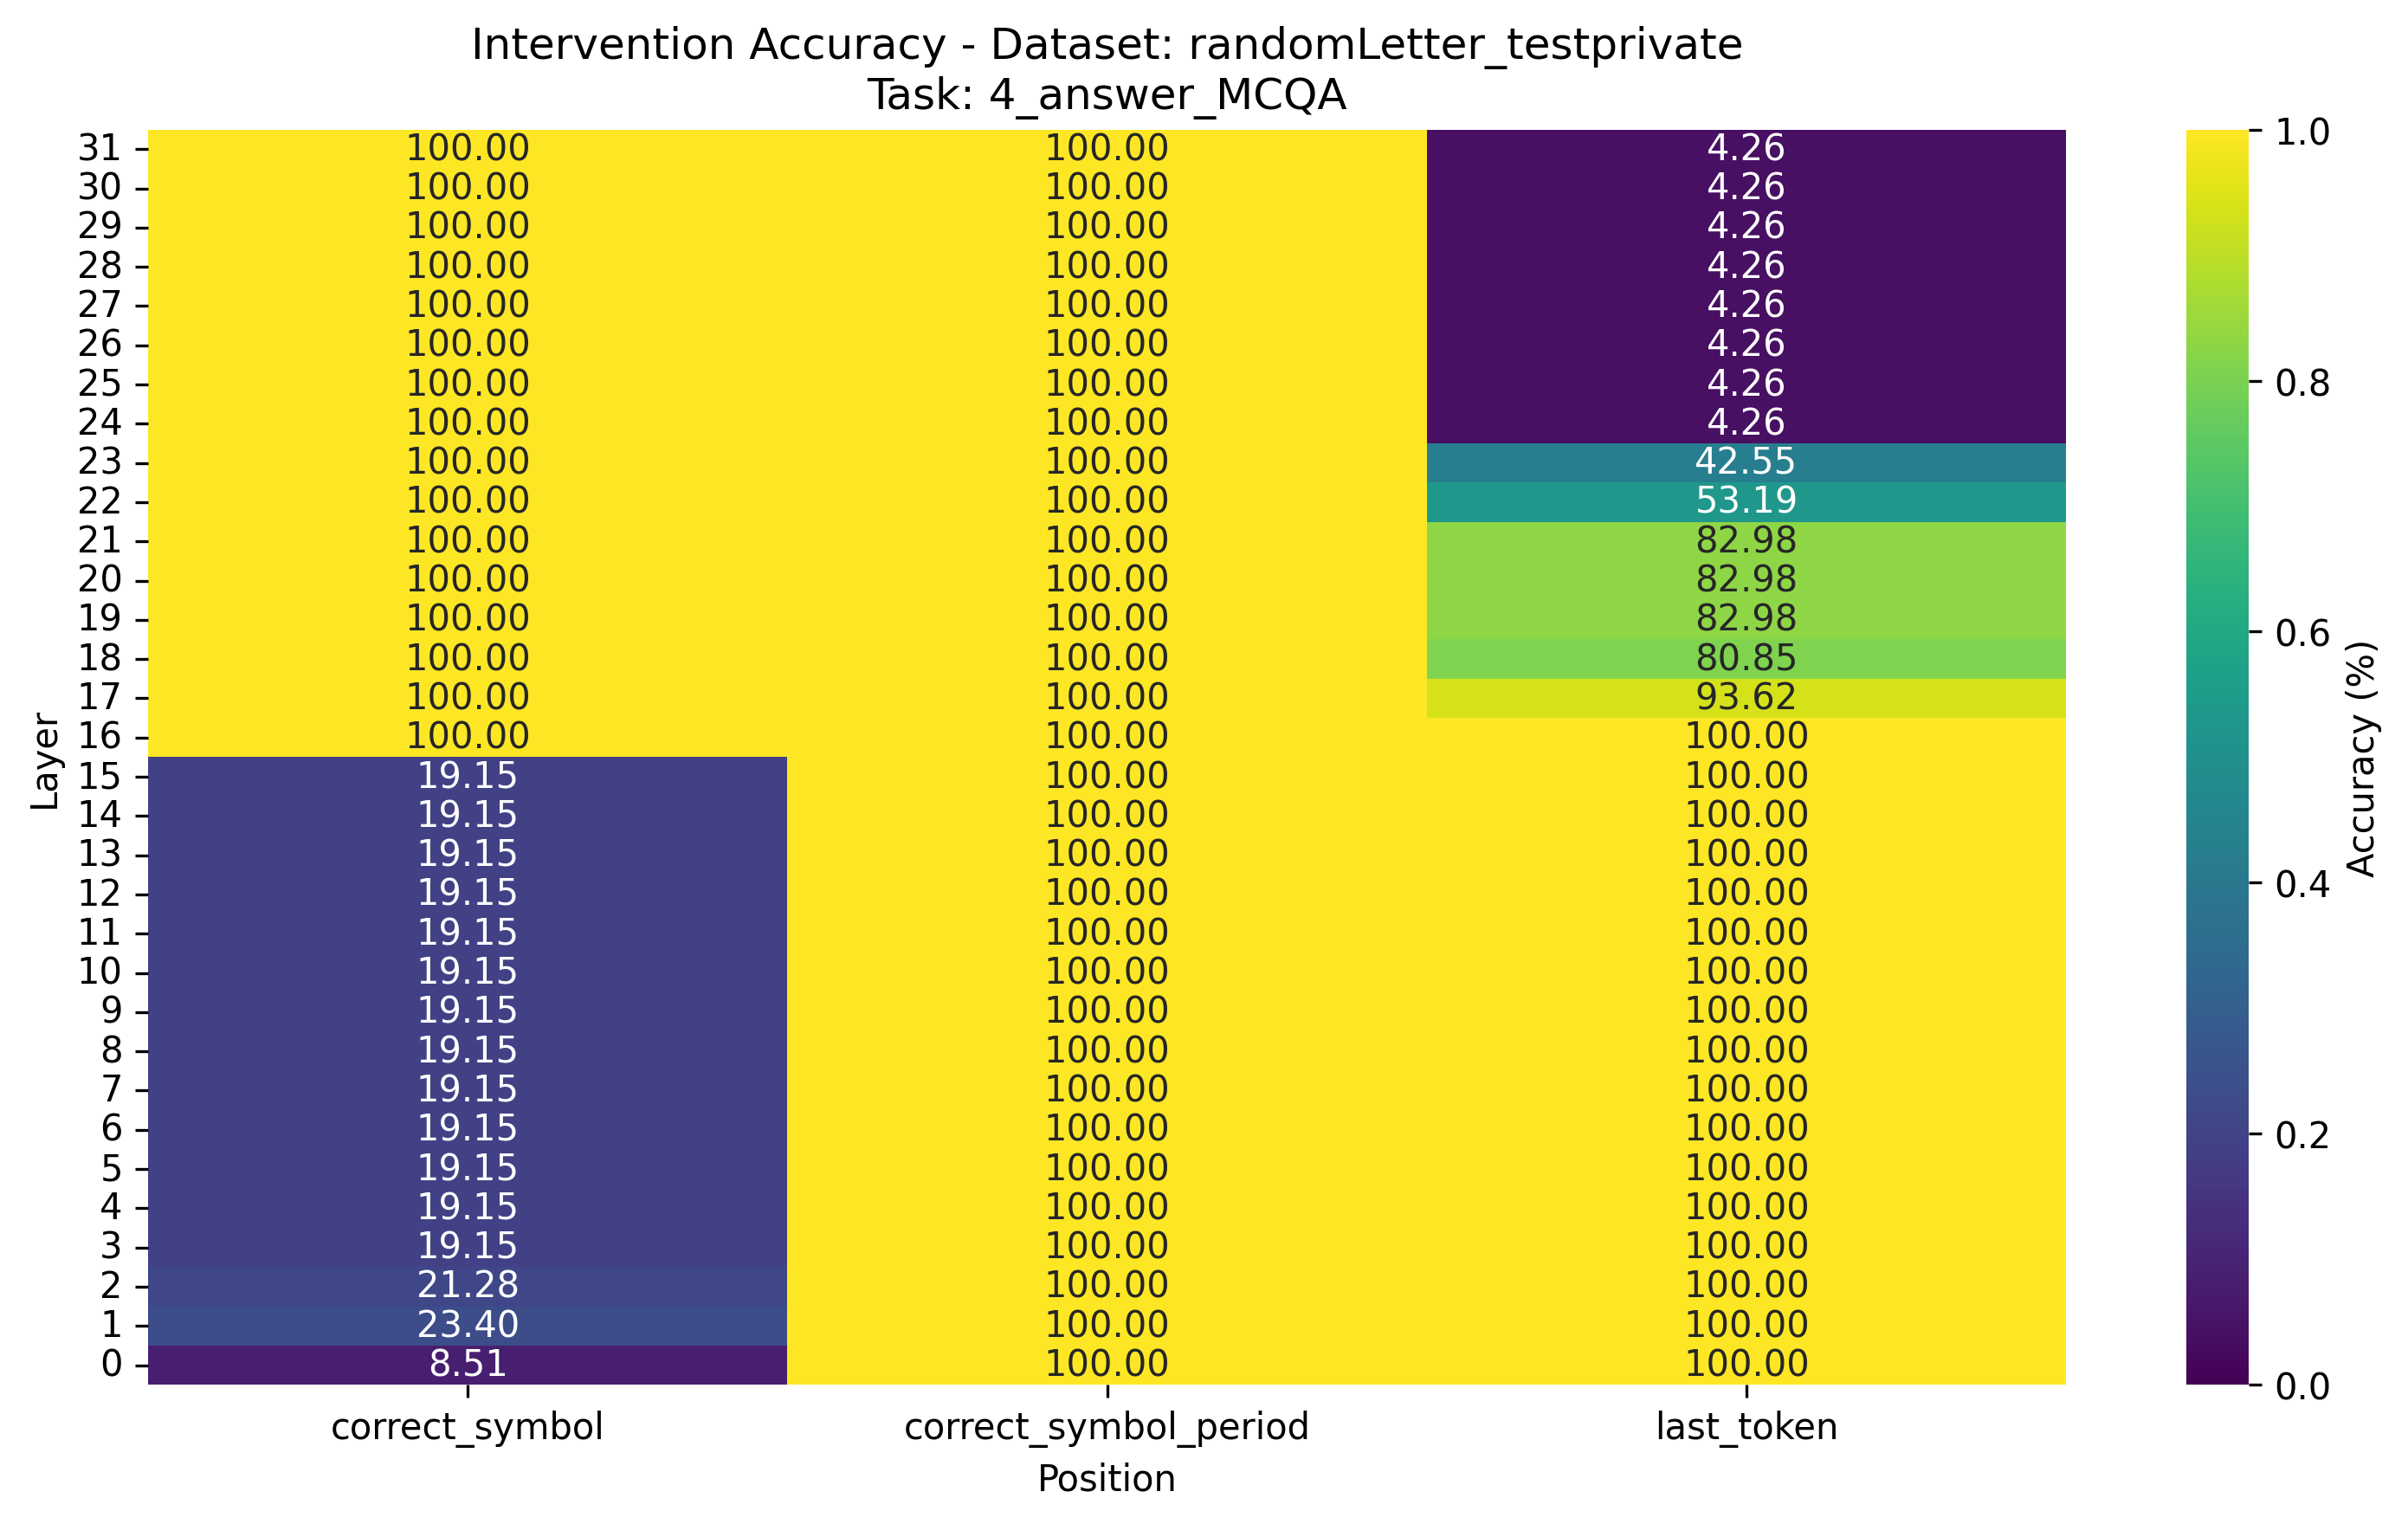 Intervention Accuracy - Dataset: randomLetter_testprivate
Task: 4_answer_MCQA
31 100.00 100.00 4.26
30 100.00 100.00 4.26
29 100.00 100.00 4.26
28 100.00 100.00 4.26
27 100.00 100.00 4.26
26 100.00 100.00 4.26
25 100.00 100.00 4.26
24 100.00 100.00 4.26
23 100.00 100.00 42.55
22 100.00 100.00 53.19
21 100.00 100.00 82.98
20 100.00 100.00 82.98
19 100.00 100.00 82.98
18 100.00 100.00 80.85
17 100.00 100.00 93.62
16 100.00 100.00 100.00
15 19.15 100.00 100.00
14 19.15 100.00 100.00
13 19.15 100.00 100.00
12 19.15 100.00 100.00
11 19.15 100.00 100.00
10 19.15 100.00 100.00
9 19.15 100.00 100.00
8 19.15 100.00 100.00
7 19.15 100.00 100.00
6 19.15 100.00 100.00
5 19.15 100.00 100.00
4 19.15 100.00 100.00
3 19.15 100.00 100.00
2 21.28 100.00 100.00
1 23.40 100.00 100.00
0 8.51 100.00 100.00
correct_symbol correct_symbol_period last_token
Position
Layer
1.0
0.8
0.6
0.4
0.2
0.0
Accuracy (%)